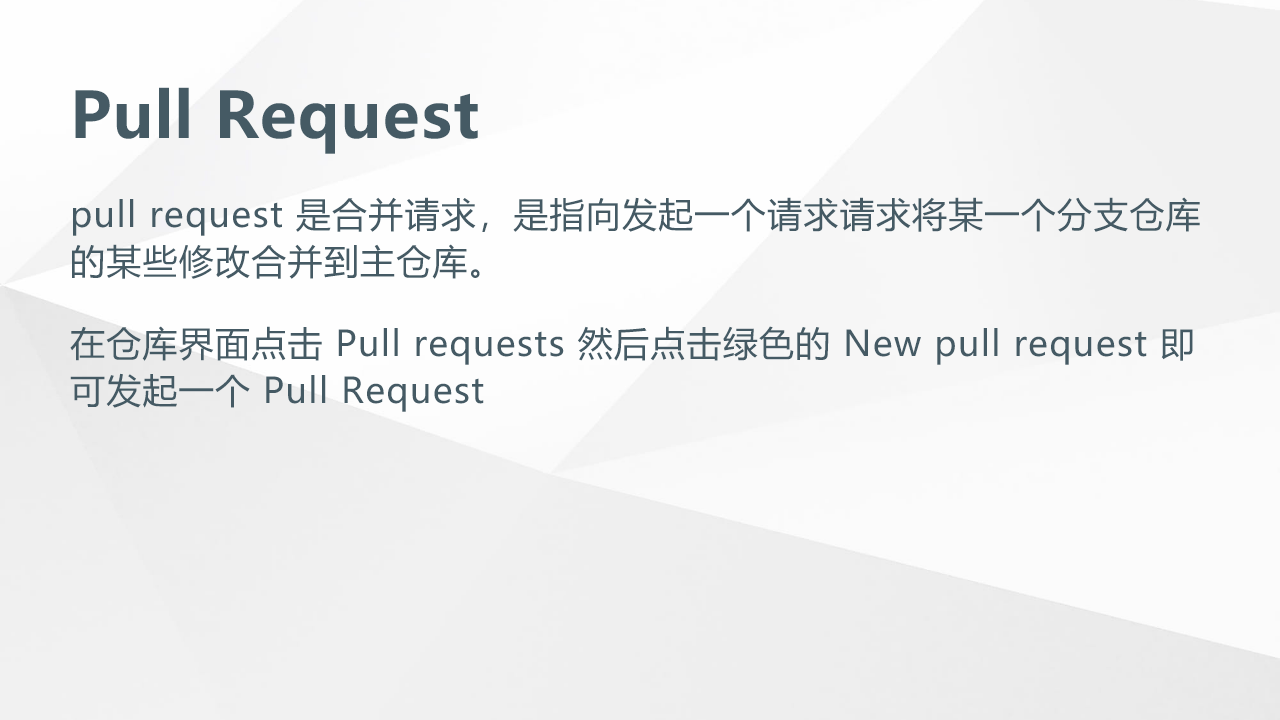 Pull Request
pull request 是合并请求，是指向发起一个请求请求将某一个分支仓库
的某些修改合并到主仓库。
在仓库界面点击 Pull requests 然后点击绿色的 New pull request 即
可发起一个 Pull Request